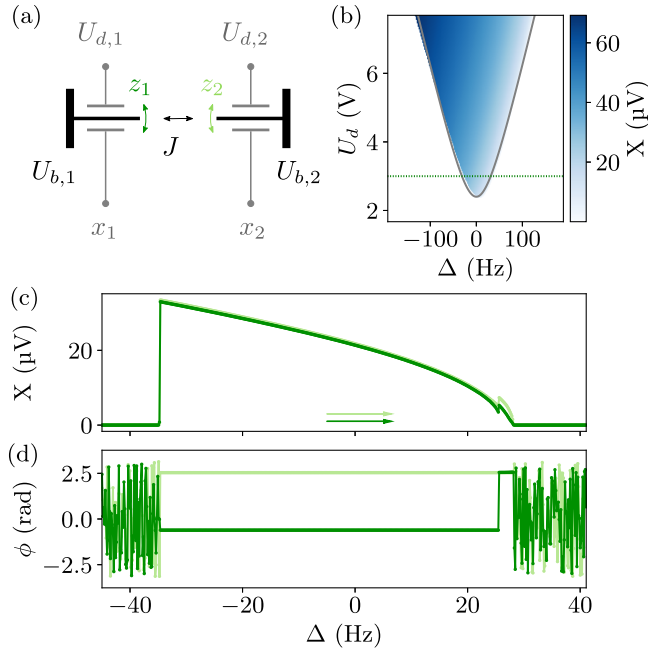 (a)
U_{d,1} U_{d,2}
z_1 z_2
J
U_{b,1} U_{b,2}
x_1 x_2
(b)
U_d (V)
6
4
2
−100 0 100
Δ (Hz)
60
40
20
X (µV)
(c)
X (µV)
20
0
(d)
ϕ (rad)
2.5
0.0
−2.5
−40 −20 0 20 40
Δ (Hz)